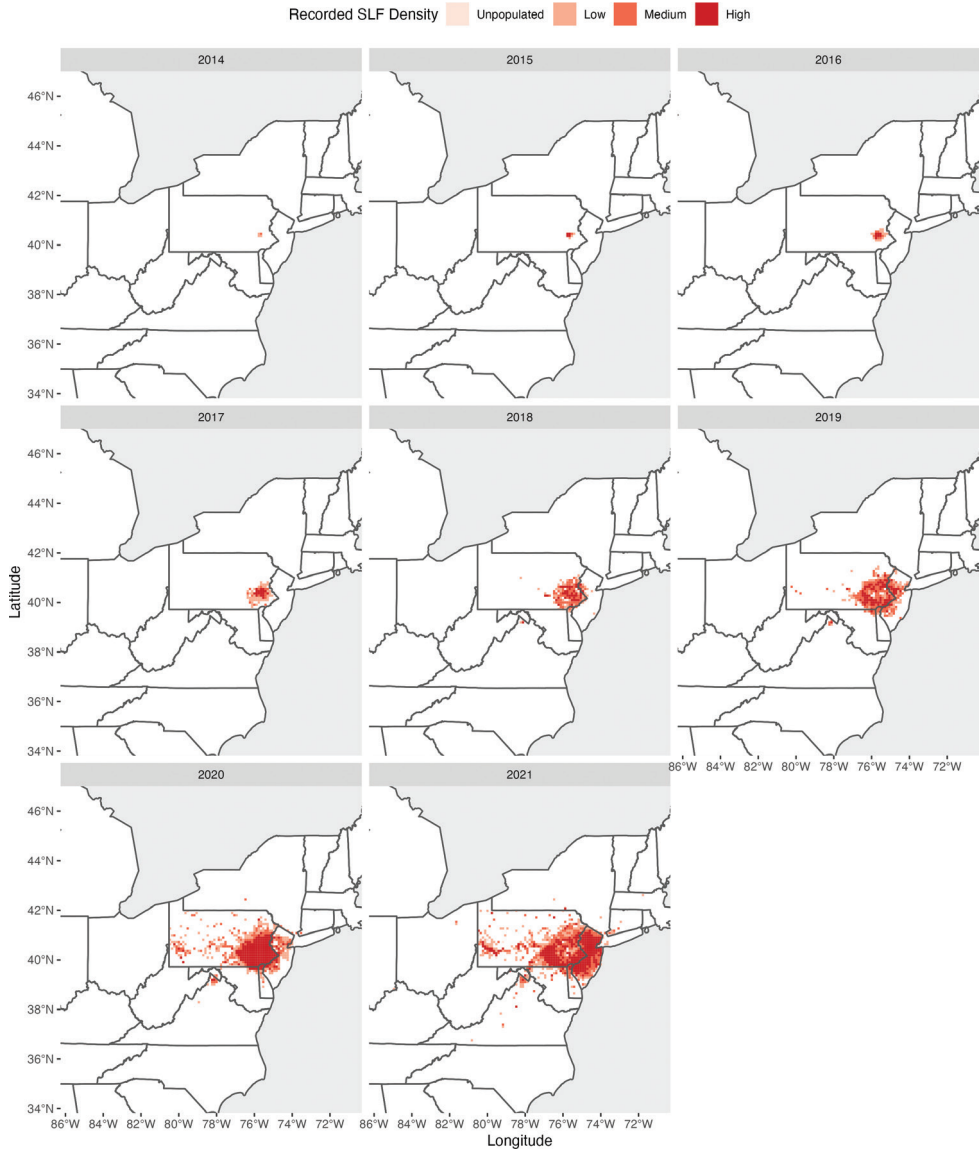 Recorded SLF Density Unpopulated Low Medium High
2014 2015 2016
46°N
44°N
42°N
40°N
38°N
36°N
34°N
2017 2018 2019
46°N
44°N
42°N
40°N
38°N
36°N
34°N
Latitude
86°W 84°W 82°W 80°W 78°W 76°W 74°W 72°W
2020 2021
46°N
44°N
42°N
40°N
38°N
36°N
34°N
86°W 84°W 82°W 80°W 78°W 76°W 74°W 72°W 86°W 84°W 82°W 80°W 78°W 76°W 74°W 72°W
Longitude